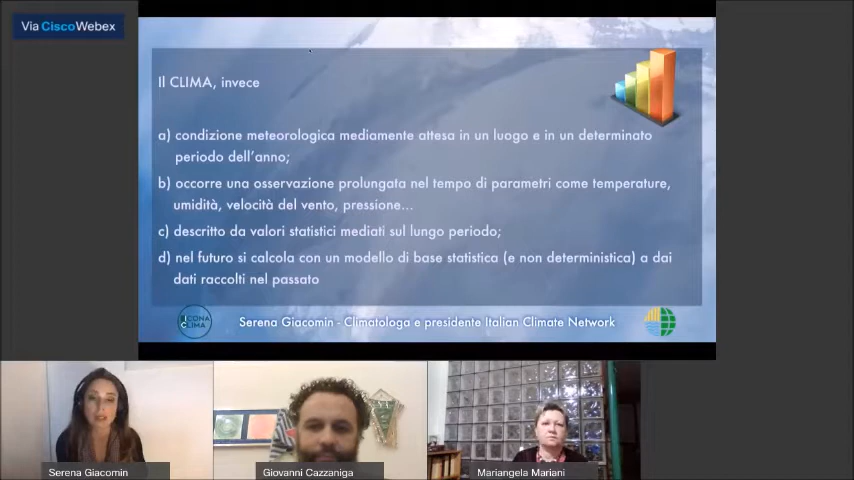 Via CiscoWebex
Il CLIMA, invece
a) condizione meteorologica mediamente attesa in un luogo e in un determinato
periodo dell'anno;
b) occorre una osservazione prolungata nel tempo di parametri come temperature,
umidità, velocità del vento, pressione...
c) descritto da valori statistici mediati sul lungo periodo;
d) nel futuro si calcola con un modello di base statistica (e non deterministica) a dai
dati raccolti nel passato
ICONA
CLIMA
Serena Giacomin - Climatologa e presidente Italian Climate Network
Serena Giacomin
Giovanni Cazzaniga
Mariangela Mariani